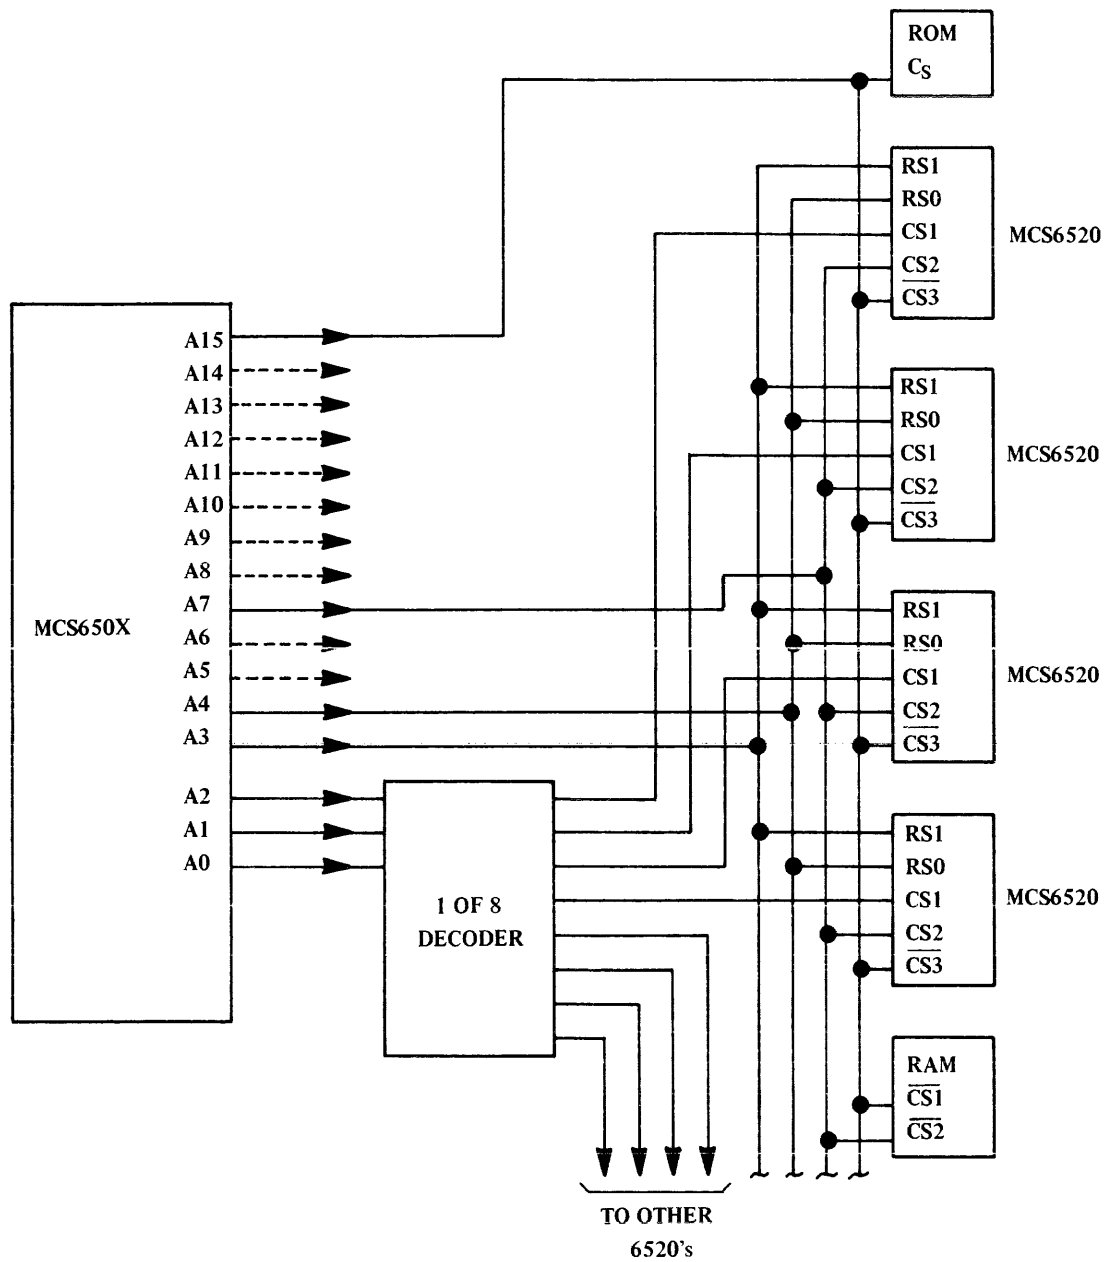 ROM
CS
RS1
RS0
CS1
CS2
CS3
MCS6520
RS1
RS0
CS1
CS2
CS3
MCS6520
RS1
RS0
CS1
CS2
CS3
MCS6520
RS1
RS0
CS1
CS2
CS3
MCS6520
RAM
CS1
CS2
MCS650X
A15
A14
A13
A12
A11
A10
A9
A8
A7
A6
A5
A4
A3
A2
A1
A0
1 OF 8
DECODER
TO OTHER
6520's